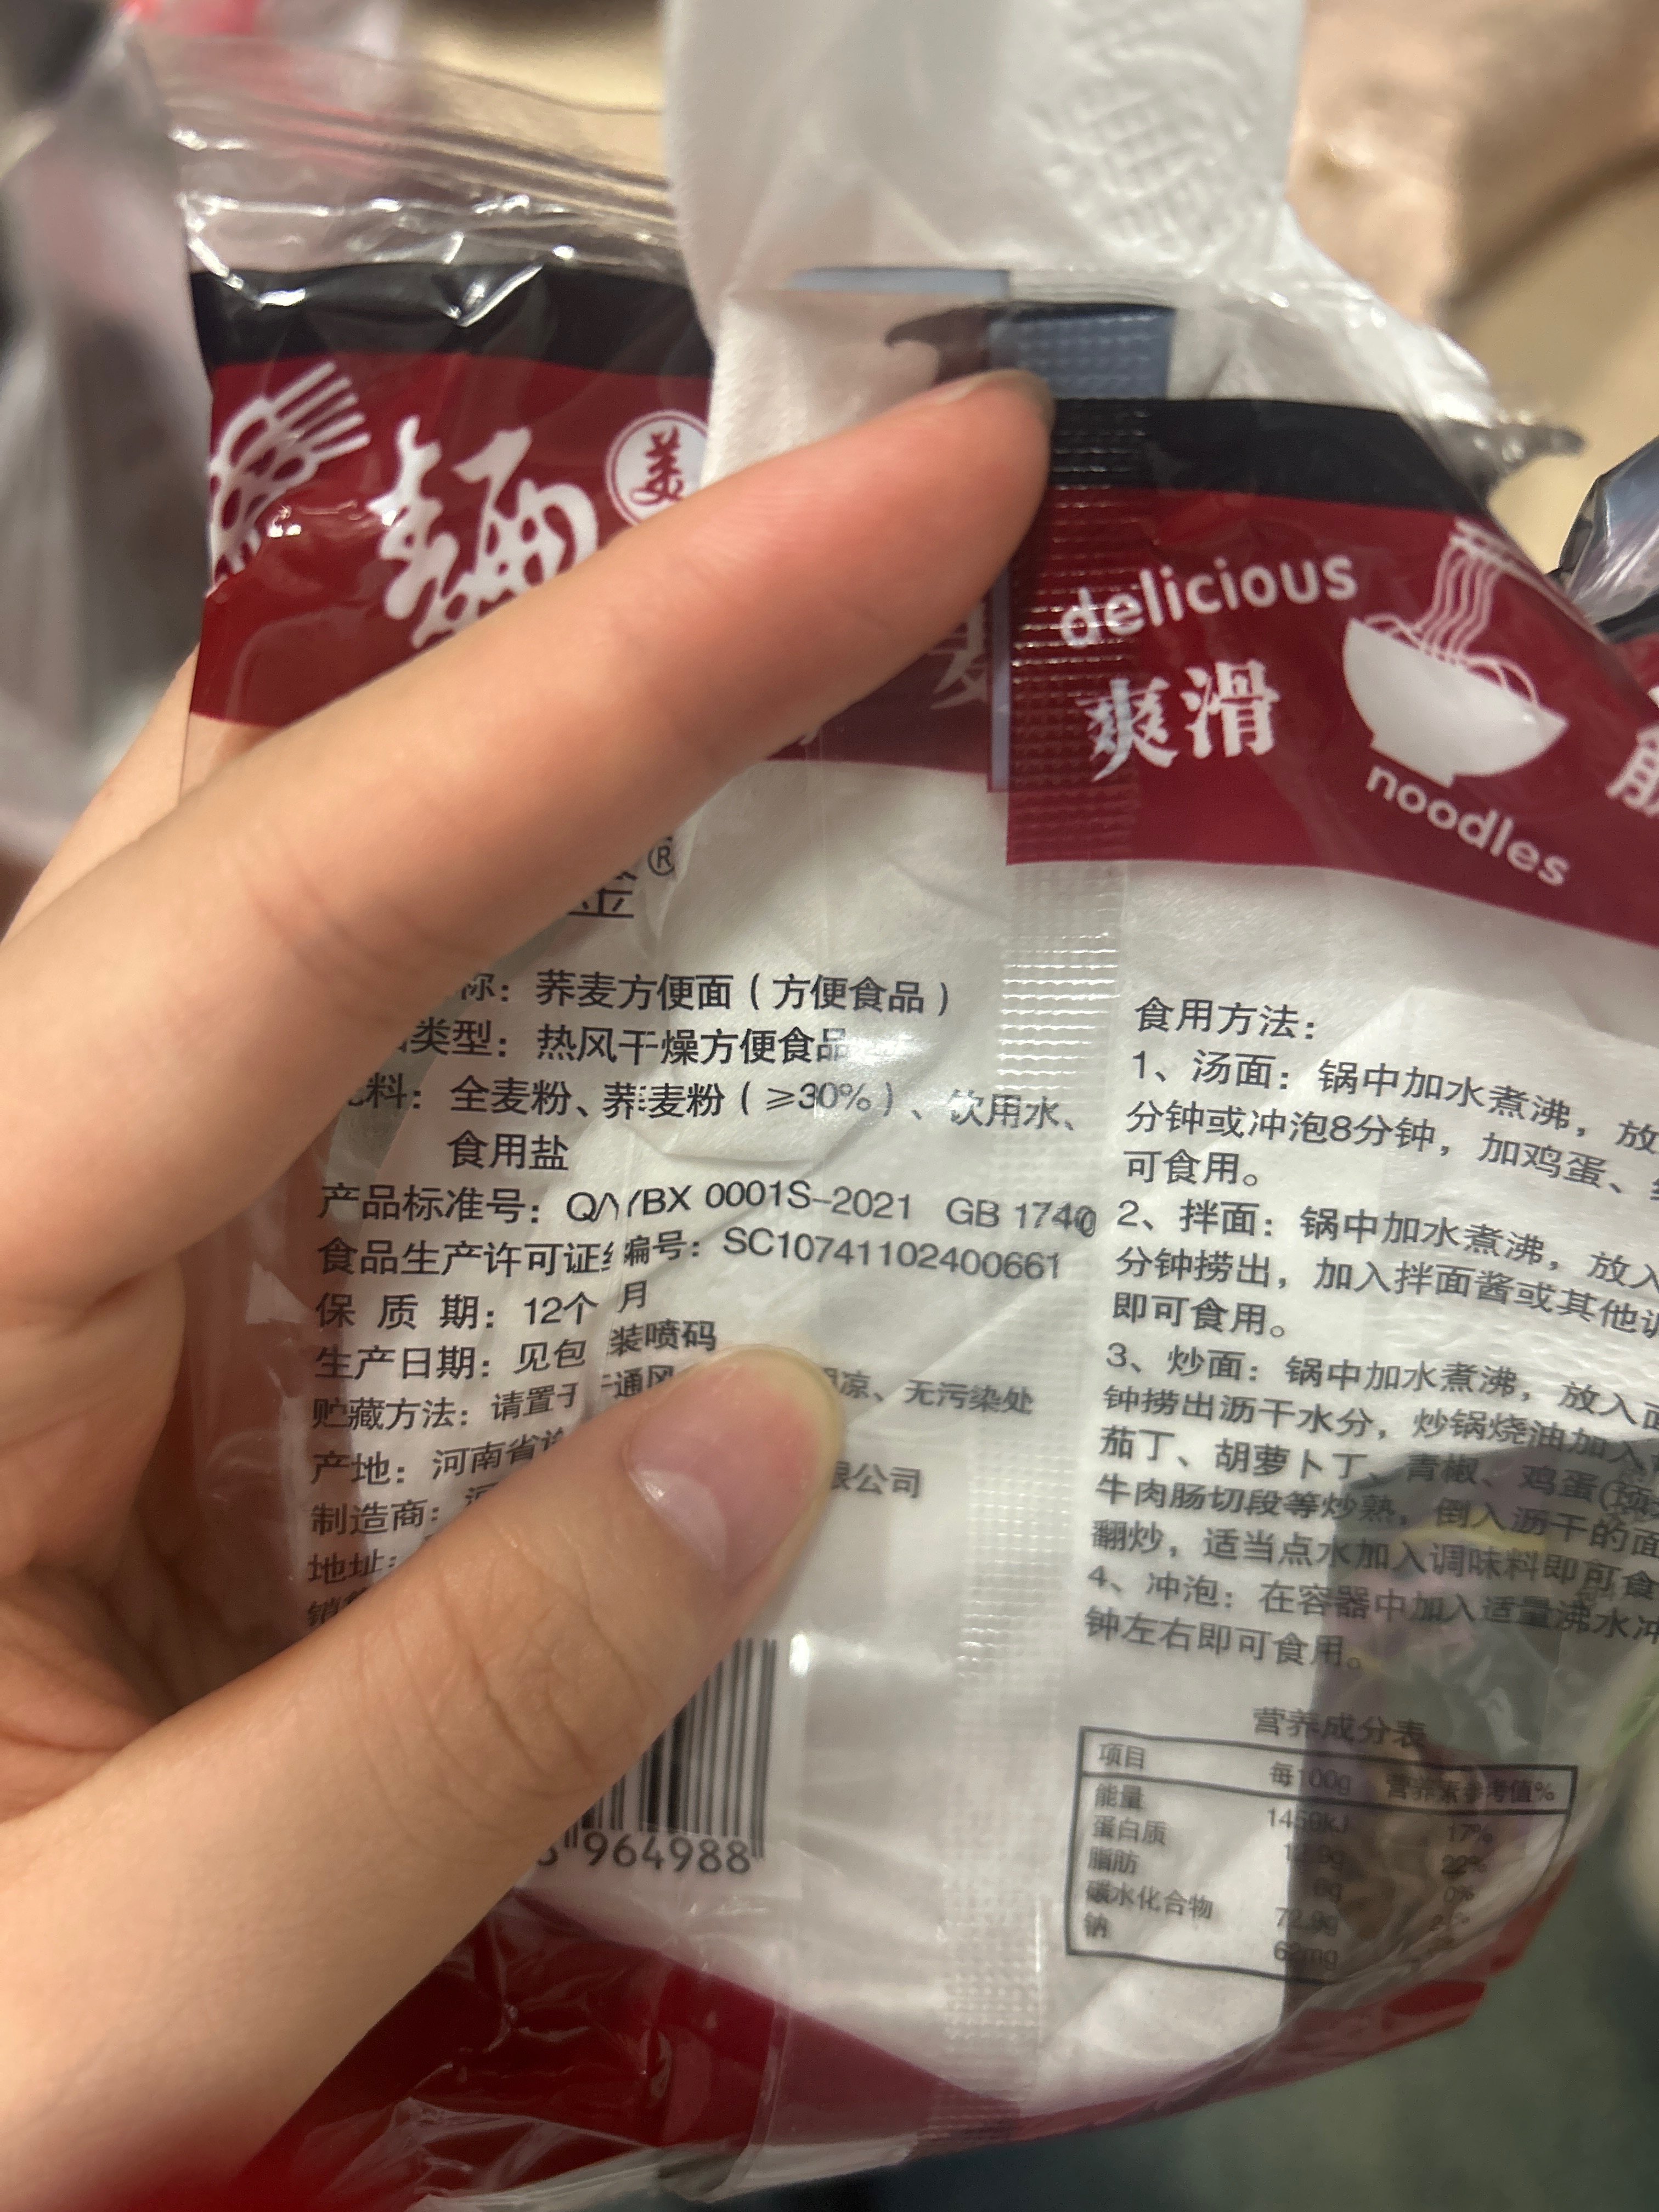 麺
美
delicious
爽滑
noodles
®
称：荞麦方便面（方便食品）
类型：热风干燥方便食品
料：全麦粉、荞麦粉（≥30%）、饮用水、
食用盐
产品标准号：Q/YBX 0001S-2021 GB 1740
食品生产许可证编号：SC10741102400661
保 质 期：12个月
生产日期：见包装喷码
贮藏方法：请置于通风 凉、无污染处
产地：河南省
制造商： 限公司
地址：
964988
食用方法：
1、汤面：锅中加水煮沸，放
分钟或冲泡8分钟，加鸡蛋、
可食用。
2、拌面：锅中加水煮沸，放入
分钟捞出，加入拌面酱或其他
即可食用。
3、炒面：锅中加水煮沸，放入
钟捞出沥干水分，炒锅烧油加入
茄丁、胡萝卜丁、青椒、鸡蛋(
牛肉肠切段等炒熟，倒入沥干的面
翻炒，适当点水加入调味料即可食
4、冲泡：在容器中加入适量沸水冲
钟左右即可食用。
营养成分表
项目 每100g 营养素参考值%
能量 17%
蛋白质 22%
脂肪 0g 0%
碳水化合物
钠